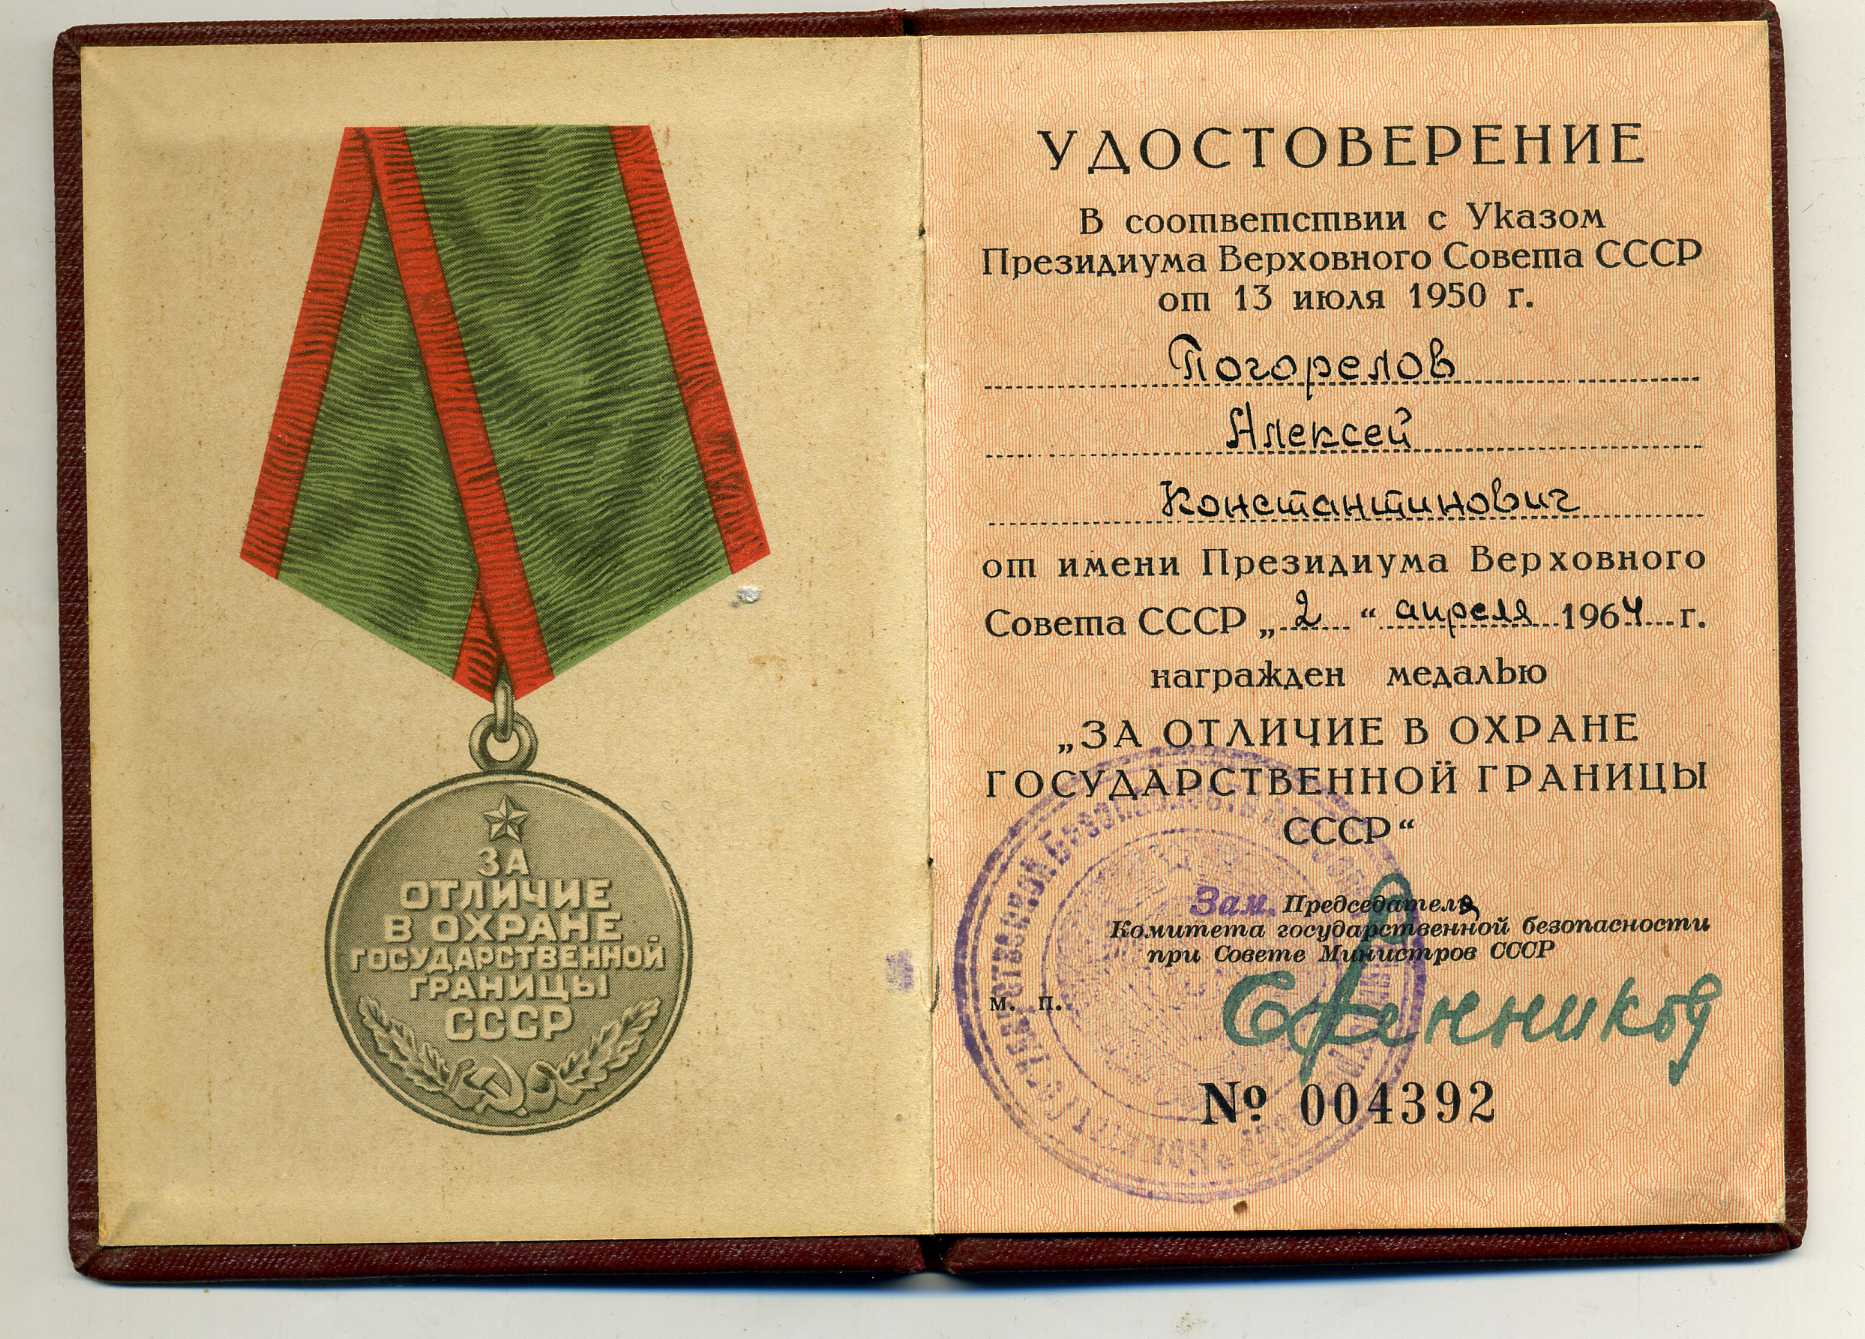 ЗА
ОТЛИЧИЕ
В ОХРАНЕ
ГОСУДАРСТВЕННОЙ
ГРАНИЦЫ
СССР
УДОСТОВЕРЕНИЕ
В соответствии с Указом
Президиума Верховного Совета СССР
от 13 июля 1950 г.
Погорелов
Алексей
Константинович
от имени Президиума Верховного
Совета СССР „2“ апреля 1964 г.
награжден медалью
„ЗА ОТЛИЧИЕ В ОХРАНЕ
ГОСУДАРСТВЕННОЙ ГРАНИЦЫ
СССР“
Зам. Председателя
Комитета государственной безопасности
при Совете Министров СССР
м. п.
№ 004392